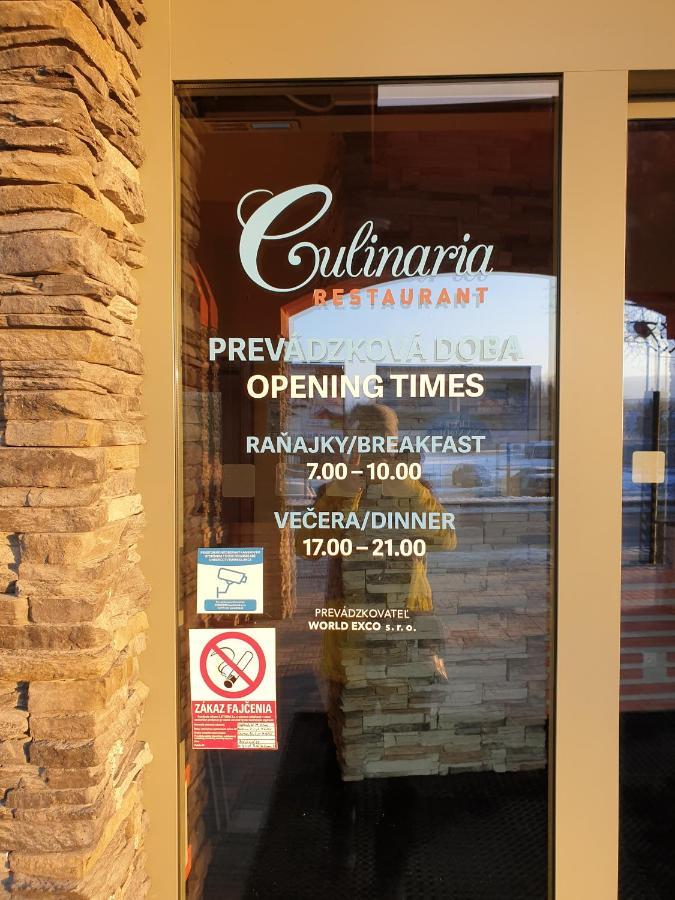 Culinaria
RESTAURANT
PREVÁDZKOVÁ DOBA
OPENING TIMES
RAŇAJKY/BREAKFAST
7.00 – 10.00
VEČERA/DINNER
17.00 – 21.00
PREVÁDZKOVATEĽ
WORLD EXCO s. r. o.
ZÁKAZ FAJČENIA